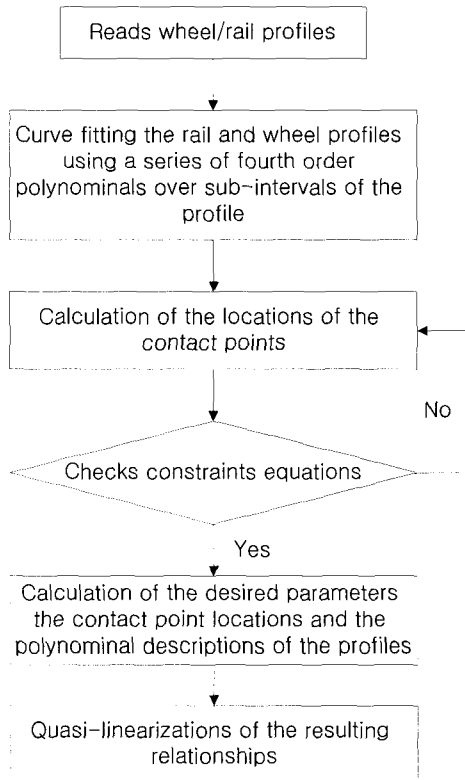 Reads wheel/rail profiles
Curve fitting the rail and wheel profiles
using a series of fourth order
polynominals over sub-intervals of the
profile
Calculation of the locations of the
contact points
No
Checks constraints equations
Yes
Calculation of the desired parameters
the contact point locations and the
polynominal descriptions of the profiles
Quasi-linearizations of the resulting
relationships